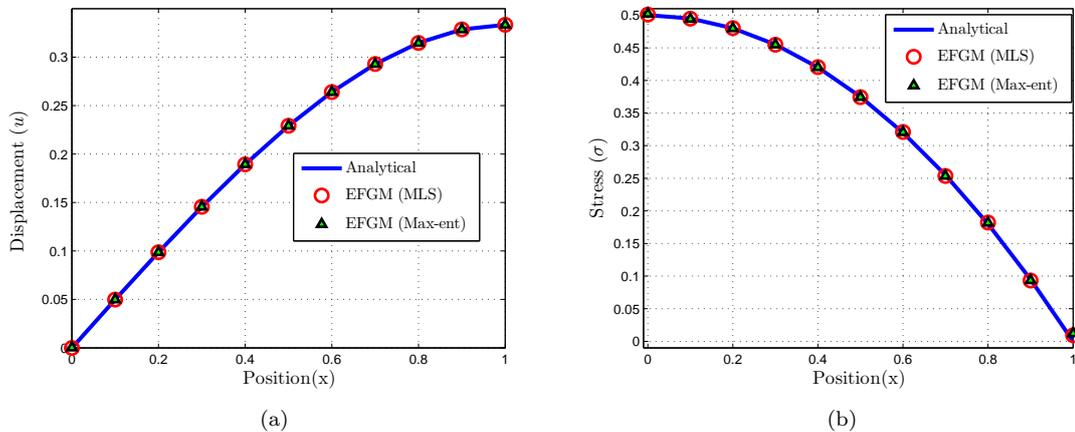 0.3
0.25
0.2
0.15
0.1
0.05
0
0 0.2 0.4 0.6 0.8 1
Displacement (u)
Position(x)
Analytical
EFGM (MLS)
EFGM (Max-ent)
(a)
0.5
0.45
0.4
0.35
0.3
0.25
0.2
0.15
0.1
0.05
0
0 0.2 0.4 0.6 0.8 1
Stress (σ)
Position(x)
Analytical
EFGM (MLS)
EFGM (Max-ent)
(b)